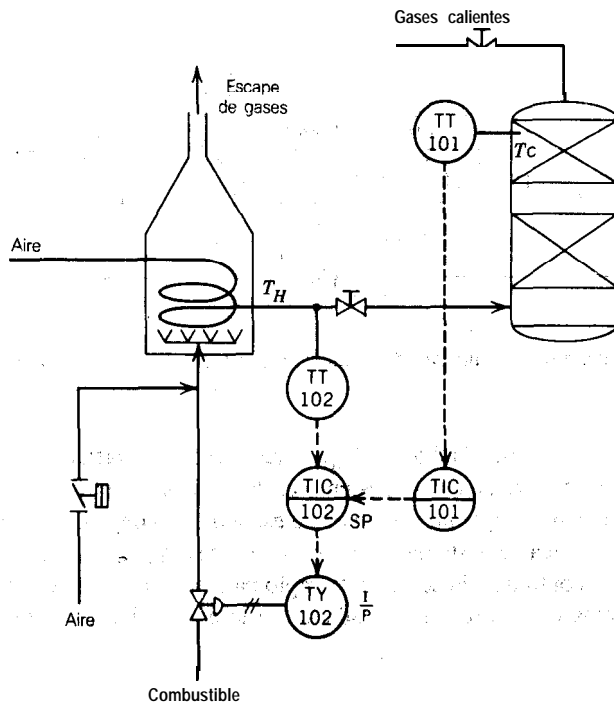 Gases calientes
Escape
de gases
TT
101
Tc
Aire
T_H
TT
102
TIC
102
SP
TIC
101
TY
102
I/P
Aire
Combustible